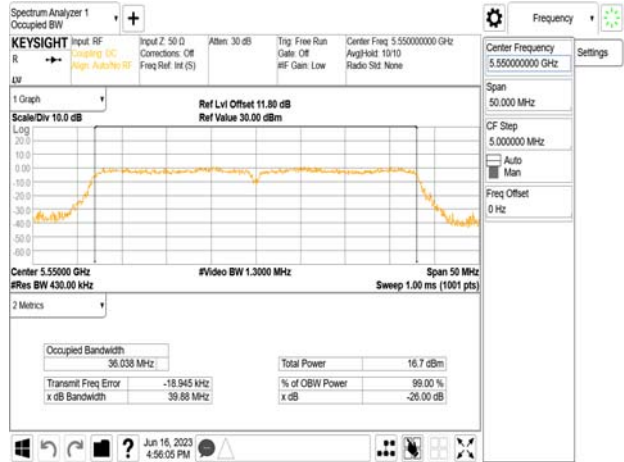 Spectrum Analyzer 1
Occupied BW
Frequency
KEYSIGHT
R
Input: RF
Coupling: DC
Align: Auto/No RF
Input Z: 50 Ω
Corrections: Off
Freq Ref: Int (S)
Atten: 30 dB
Trig: Free Run
Gate: Off
#IF Gain: Low
Center Freq: 5.550000000 GHz
Avg|Hold: 10/10
Radio Std: None
1 Graph
Scale/Div 10.0 dB
Ref Lvl Offset 11.80 dB
Ref Value 30.00 dBm
Log
20.0
10.0
0.00
-10.0
-20.0
-30.0
-40.0
-50.0
-60.0
Center 5.55000 GHz
#Res BW 430.00 kHz
#Video BW 1.3000 MHz
Span 50 MHz
Sweep 1.00 ms (1001 pts)
2 Metrics
Occupied Bandwidth
36.038 MHz
Transmit Freq Error -18.945 kHz
x dB Bandwidth 39.88 MHz
Total Power 16.7 dBm
% of OBW Power 99.00 %
x dB -26.00 dB
Jun 16, 2023
4:56:05 PM
Center Frequency
5.550000000 GHz
Span
50.000 MHz
CF Step
5.000000 MHz
Auto
Man
Freq Offset
0 Hz
Settings